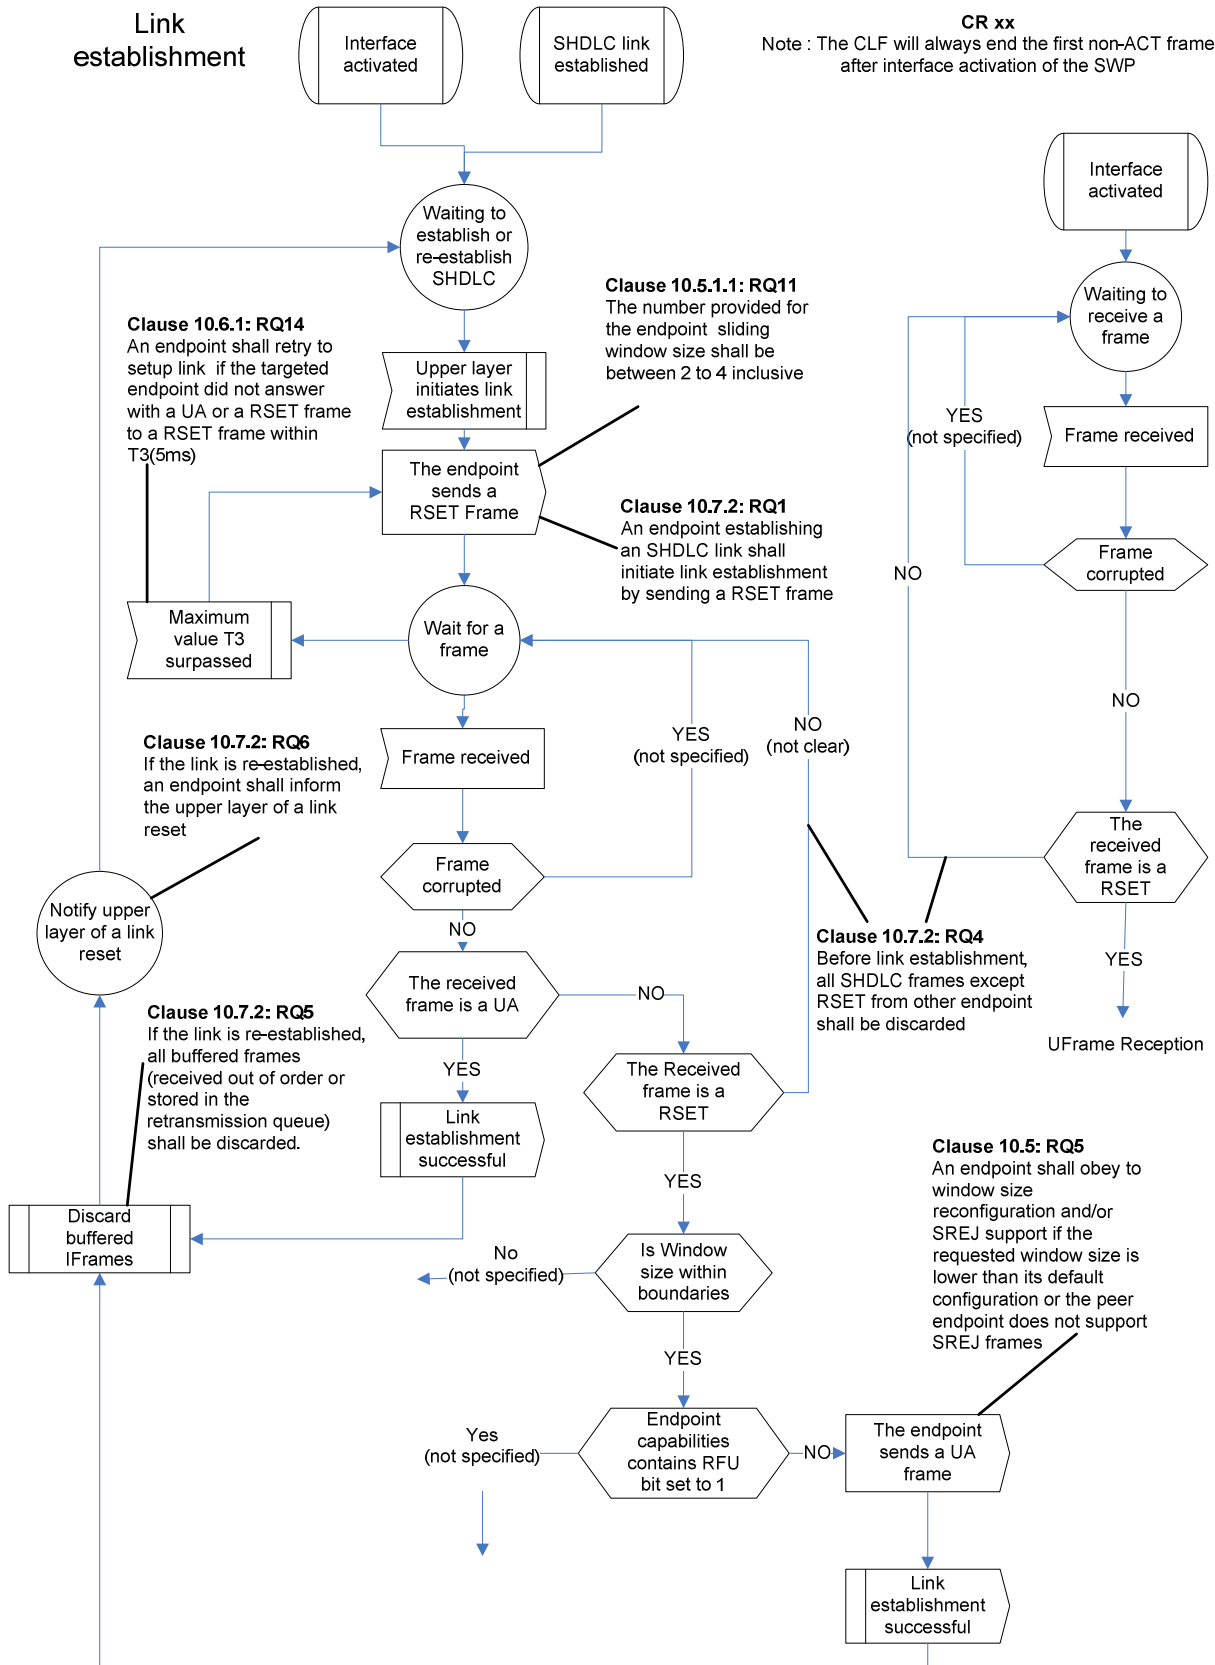 Link
establishment
Interface
activated
SHDLC link
established
CR xx
Note : The CLF will always end the first non-ACT frame
after interface activation of the SWP
Interface
activated
Waiting to
establish or
re-establish
SHDLC
Waiting to
receive a
frame
Clause 10.5.1.1: RQ11
The number provided for
the endpoint sliding
window size shall be
between 2 to 4 inclusive
Clause 10.6.1: RQ14
An endpoint shall retry to
setup link if the targeted
endpoint did not answer
with a UA or a RSET frame
to a RSET frame within
T3(5ms)
Upper layer
initiates link
establishment
YES
(not specified)
Frame received
The endpoint
sends a
RSET Frame
Clause 10.7.2: RQ1
An endpoint establishing
an SHDLC link shall
initiate link establishment
by sending a RSET frame
NO
Frame
corrupted
Maximum
value T3
surpassed
Wait for a
frame
NO
YES
(not specified)
NO
(not clear)
Clause 10.7.2: RQ6
If the link is re-established,
an endpoint shall inform
the upper layer of a link
reset
Frame received
The
received
frame is a
RSET
Frame
corrupted
Notify upper
layer of a link
reset
NO
Clause 10.7.2: RQ4
Before link establishment,
all SHDLC frames except
RSET from other endpoint
shall be discarded
YES
The received
frame is a UA
NO
UFrame Reception
Clause 10.7.2: RQ5
If the link is re-established,
all buffered frames
(received out of order or
stored in the
retransmission queue)
shall be discarded.
YES
The Received
frame is a
RSET
Link
establishment
successful
YES
Clause 10.5: RQ5
An endpoint shall obey to
window size
reconfiguration and/or
SREJ support if the
requested window size is
lower than its default
configuration or the peer
endpoint does not support
SREJ frames
Discard
buffered
IFrames
No
(not specified)
Is Window
size within
boundaries
YES
Yes
(not specified)
Endpoint
capabilities
contains RFU
bit set to 1
NO
The endpoint
sends a UA
frame
Link
establishment
successful